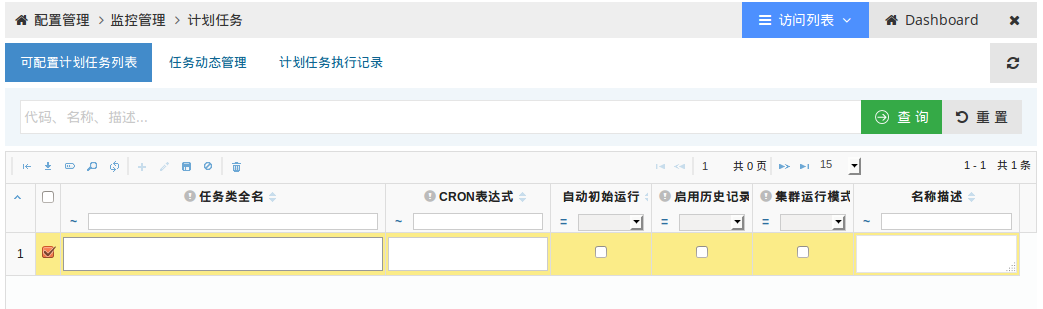 配置管理 监控管理 计划任务 访问列表 Dashboard
可配置计划任务列表 任务动态管理 计划任务执行记录
代码、名称、描述... 查 询 重 置
1 共 0 页 15 1 - 1 共 1 条
任务类全名 CRON表达式 自动初始运行 启用历史记录 集群运行模式 名称描述
~ ~ = = = ~
1